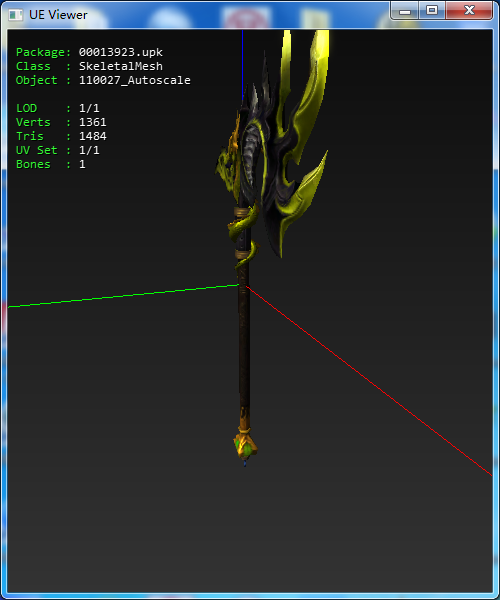 UE Viewer
Package: 00013923.upk
Class  : SkeletalMesh
Object : 110027_Autoscale
LOD    : 1/1
Verts  : 1361
Tris   : 1484
UV Set : 1/1
Bones  : 1